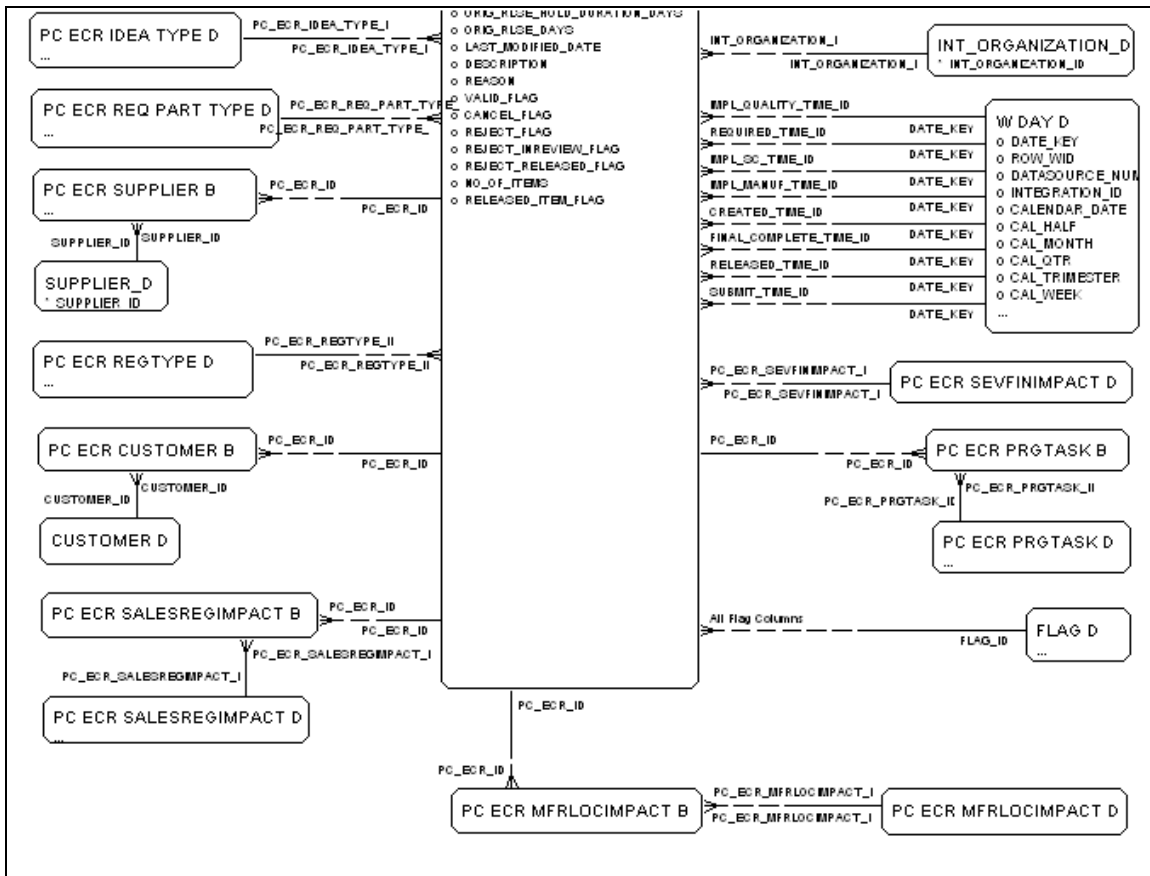 PC ECR IDEA TYPE D
...
PC_ECR_IDEA_TYPE_I
PC_ECR_IDEA_TYPE_I
PC ECR REQ PART TYPE D
...
PC_ECR_REQ_PART_TYPE_
PC_ECR_REQ_PART_TYPE_
PC ECR SUPPLIER B
...
PC_ECR_ID
PC_ECR_ID
SUPPLIER_ID
SUPPLIER_ID
SUPPLIER_D
* SUPPLIER_ID
PC ECR REGTYPE D
...
PC_ECR_REGTYPE_II
PC_ECR_REGTYPE_II
PC ECR CUSTOMER B
PC_ECR_ID
PC_ECR_ID
CUSTOMER_ID
CUSTOMER_ID
CUSTOMER D
PC ECR SALESREGIMPACT B
PC_ECR_ID
PC_ECR_ID
PC_ECR_SALESREGIMPACT_I
PC_ECR_SALESREGIMPACT_I
PC ECR SALESREGIMPACT D
...
o ORIG_RLSE_HOLD_DURATION_DAYS
o ORIG_RLSE_DAYS
o LAST_MODIFIED_DATE
o DESCRIPTION
o REASON
o VALID_FLAG
o CANCEL_FLAG
o REJECT_FLAG
o REJECT_INREVIEW_FLAG
o REJECT_RELEASED_FLAG
o NO_OF_ITEMS
o RELEASED_ITEM_FLAG
INT_ORGANIZATION_I
INT_ORGANIZATION_I
INT_ORGANIZATION_D
* INT_ORGANIZATION_ID
IMPL_QUALITY_TIME_ID
DATE_KEY
REQUIRED_TIME_ID
DATE_KEY
IMPL_SC_TIME_ID
DATE_KEY
IMPL_MANUF_TIME_ID
DATE_KEY
CREATED_TIME_ID
DATE_KEY
FINAL_COMPLETE_TIME_ID
DATE_KEY
RELEASED_TIME_ID
DATE_KEY
SUBMIT_TIME_ID
DATE_KEY
W DAY D
o DATE_KEY
o ROW_WID
o DATASOURCE_NUM
o INTEGRATION_ID
o CALENDAR_DATE
o CAL_HALF
o CAL_MONTH
o CAL_QTR
o CAL_TRIMESTER
o CAL_WEEK
...
PC_ECR_SEVFINIMPACT_I
PC_ECR_SEVFINIMPACT_I
PC ECR SEVFINIMPACT D
PC_ECR_ID
PC_ECR_ID
PC ECR PRGTASK B
PC_ECR_PRGTASK_II
PC_ECR_PRGTASK_ID
PC ECR PRGTASK D
...
All Flag Columns
FLAG_ID
FLAG D
...
PC_ECR_ID
PC_ECR_ID
PC ECR MFRLOCIMPACT B
PC_ECR_MFRLOCIMPACT_I
PC_ECR_MFRLOCIMPACT_I
PC ECR MFRLOCIMPACT D